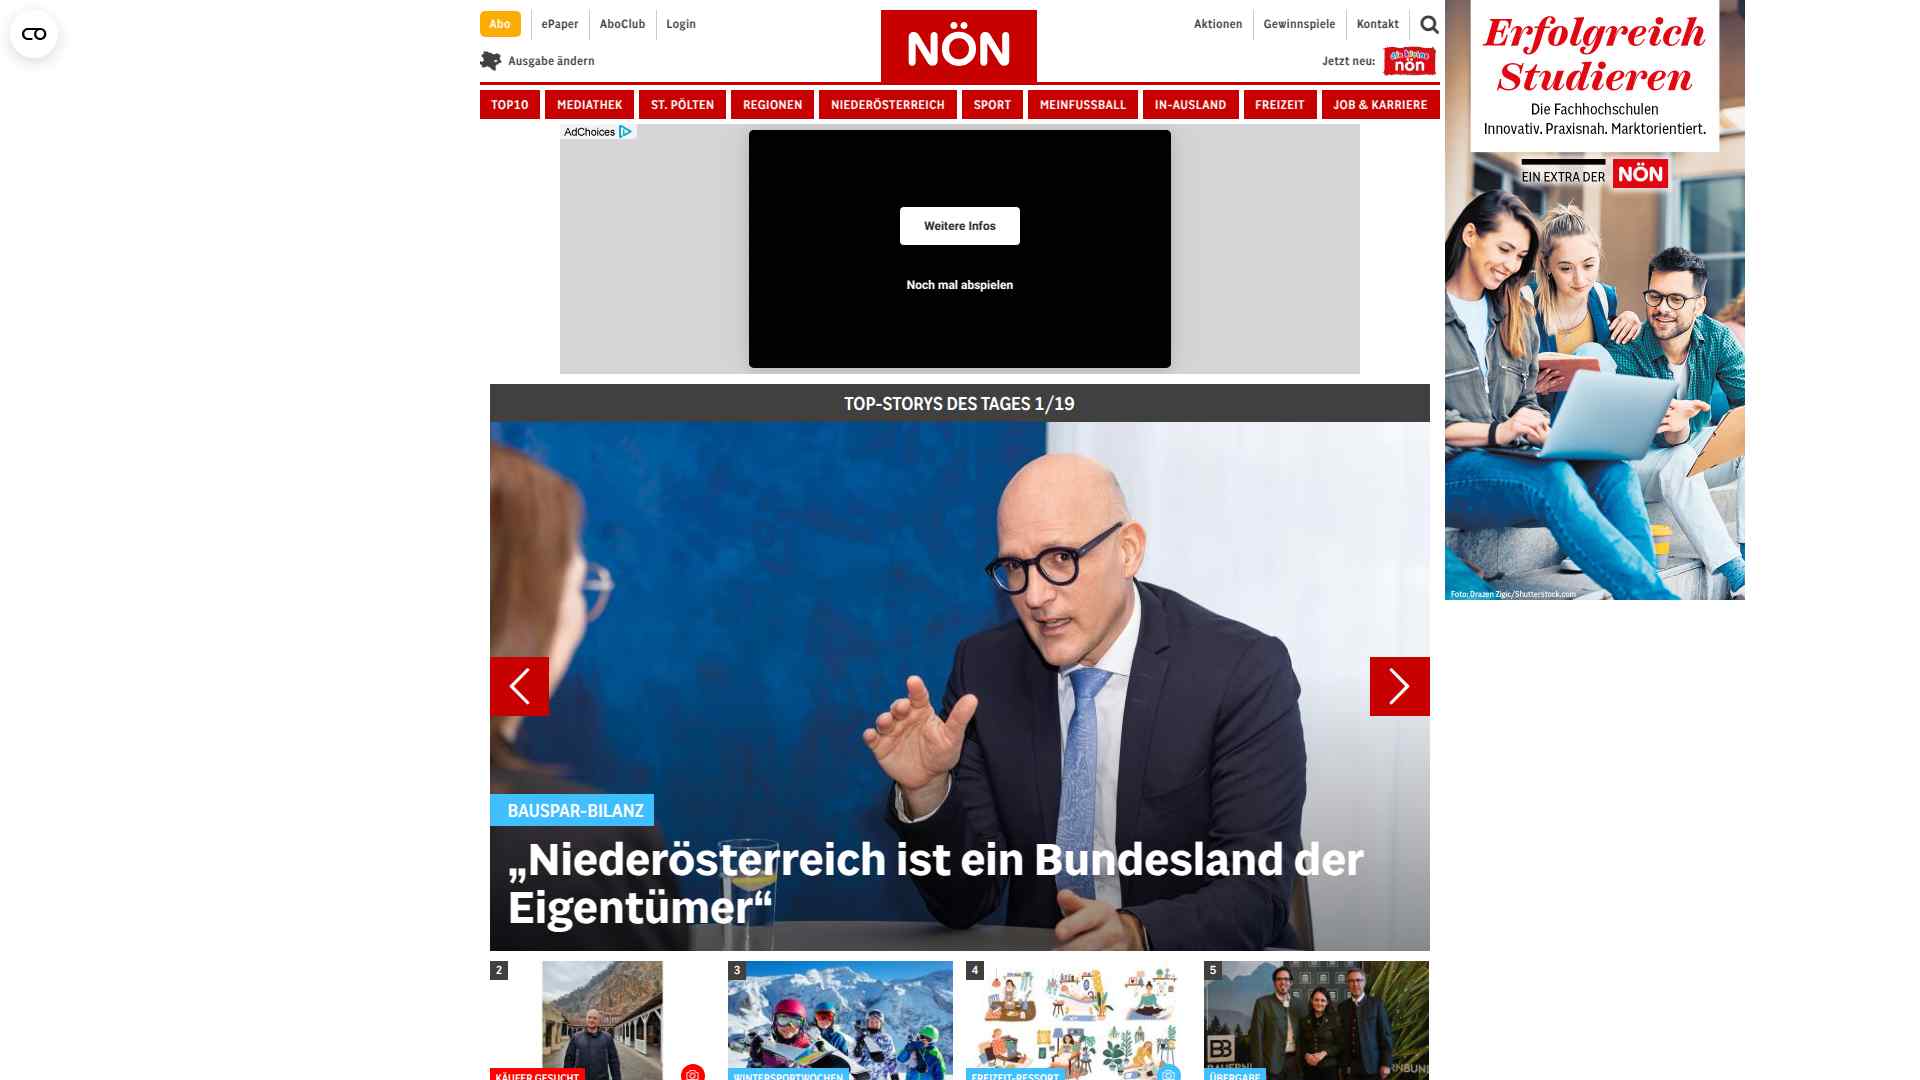 Abo
ePaper
AboClub
Login
NÖN
Aktionen
Gewinnspiele
Kontakt
Ausgabe ändern
Jetzt neu:
die kleine
nön
TOP10
MEDIATHEK
ST. PÖLTEN
REGIONEN
NIEDERÖSTERREICH
SPORT
MEINFUSSBALL
IN-AUSLAND
FREIZEIT
JOB & KARRIERE
AdChoices
Weitere Infos
Noch mal abspielen
Erfolgreich
Studieren
Die Fachhochschulen
Innovativ. Praxisnah. Marktorientiert.
EIN EXTRA DER NÖN
Foto: Drazen Zigic/Shutterstock.com
TOP-STORYS DES TAGES 1/19
BAUSPAR-BILANZ
„Niederösterreich ist ein Bundesland der
Eigentümer“
2
3
4
5
KÄUFER GESUCHT
WINTERSPORTWOCHEN
FREIZEIT-RESSORT
ÜBERGABE